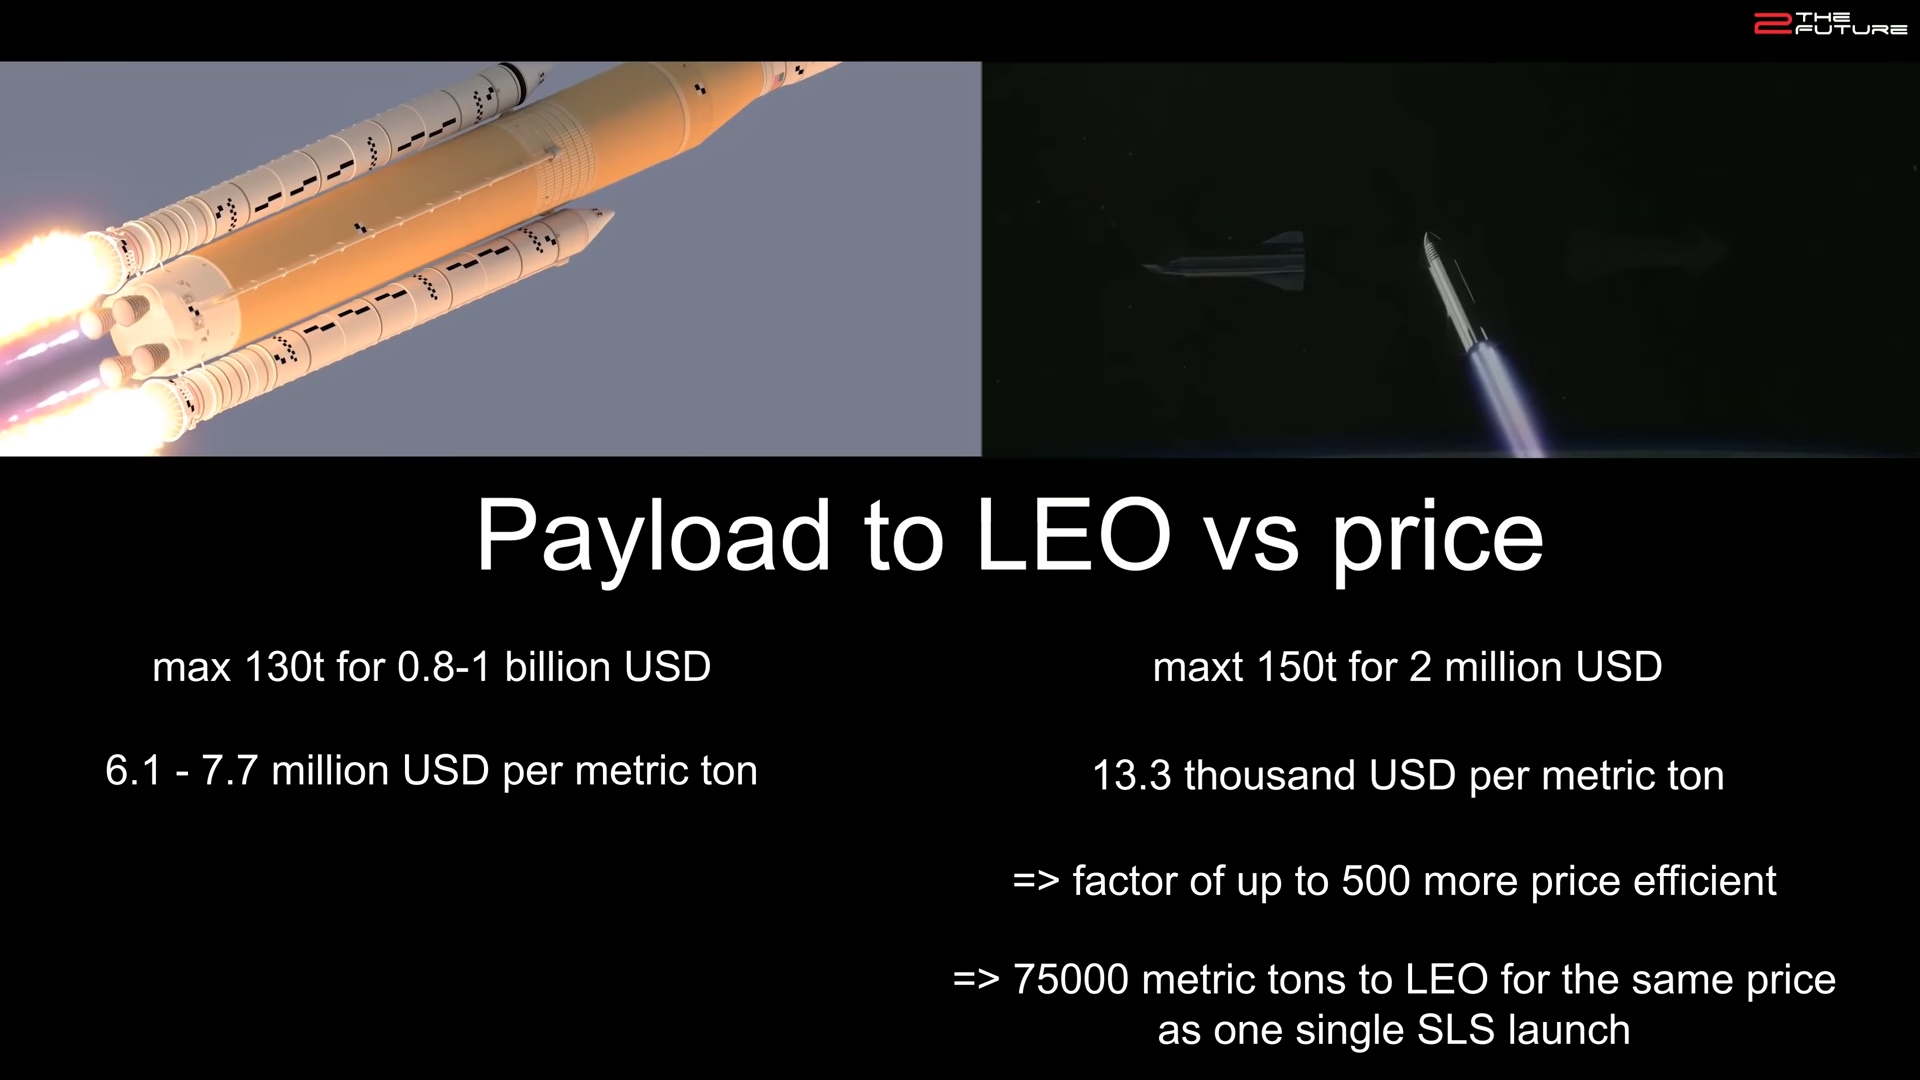 2 THE FUTURE
Payload to LEO vs price
max 130t for 0.8-1 billion USD
maxt 150t for 2 million USD
6.1 - 7.7 million USD per metric ton
13.3 thousand USD per metric ton
=> factor of up to 500 more price efficient
=> 75000 metric tons to LEO for the same price
as one single SLS launch